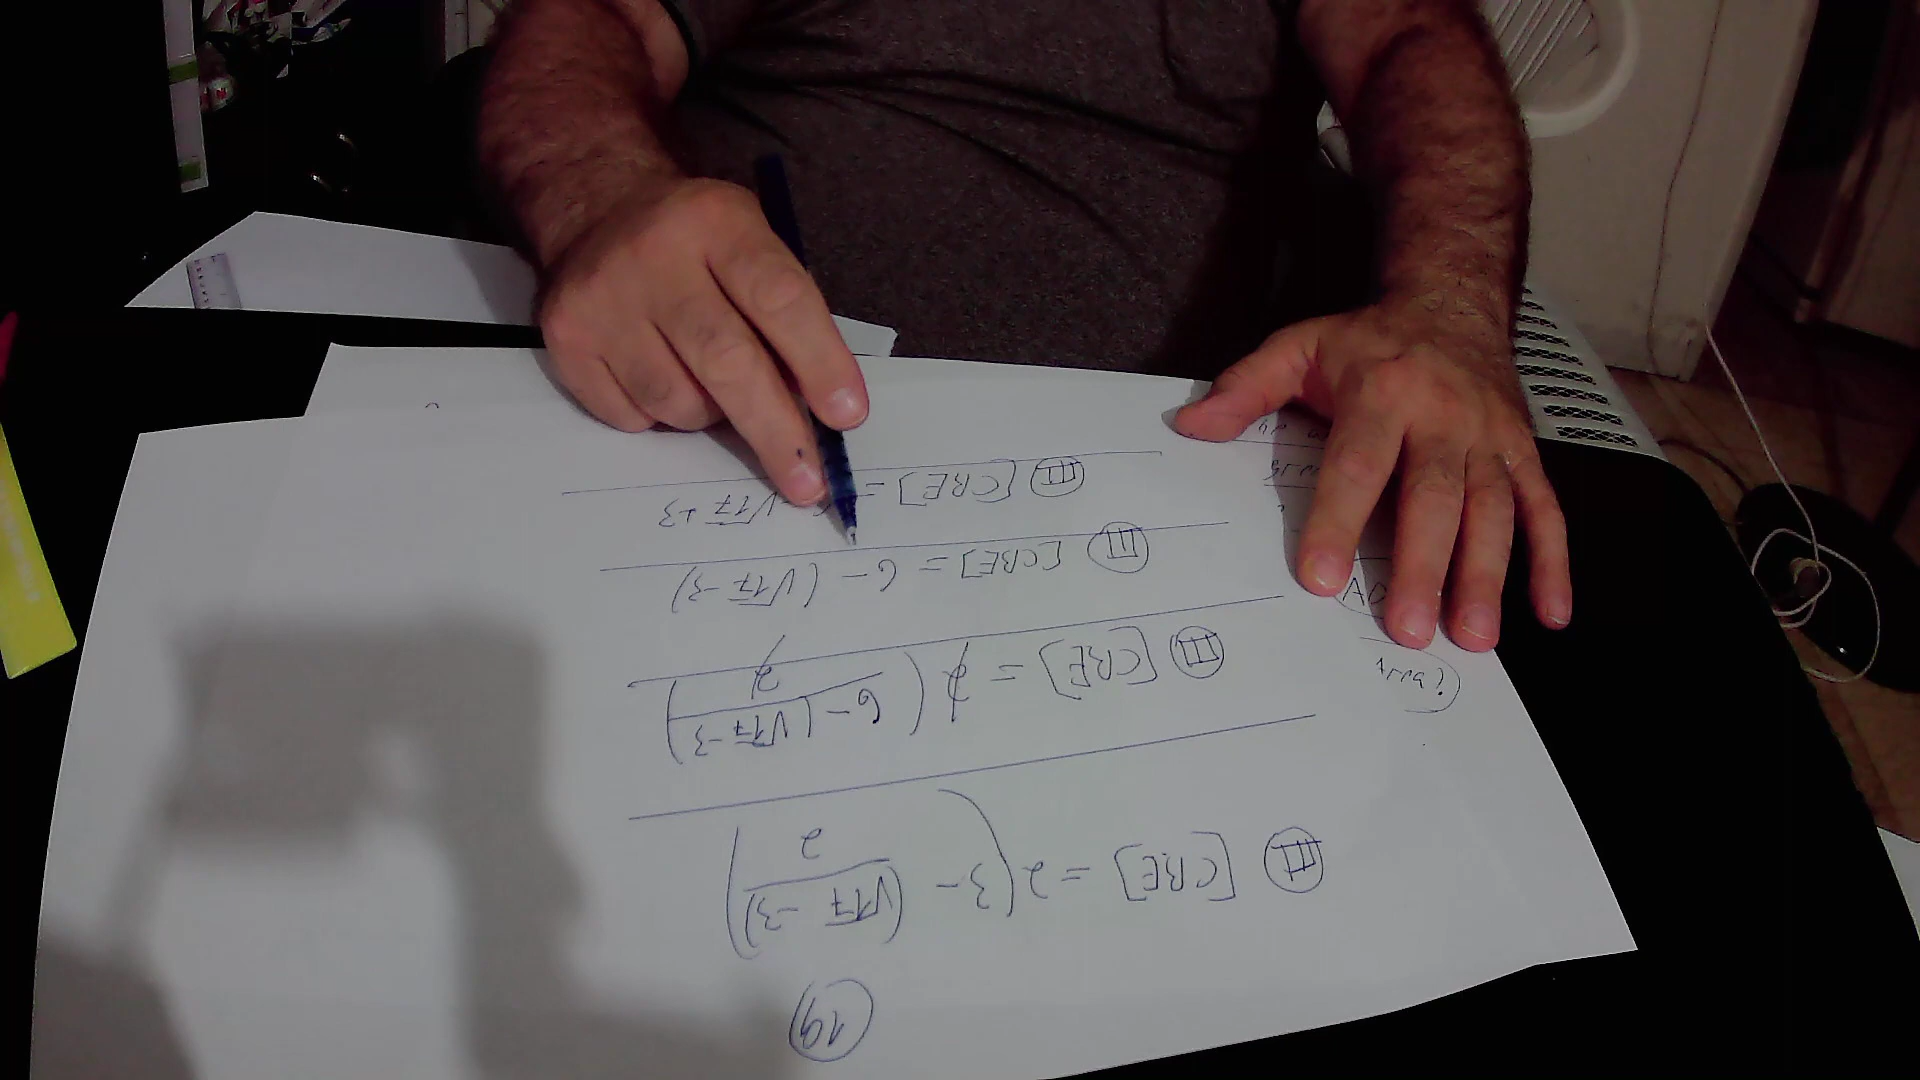 (19)
(III) [CRE] = 2(3 - (√17 - 3)/2)
(III) [CRE] = 2((6 - (√17 - 3))/2)
(III) [CRE] = 6 - (√17 - 3)
(III) [CRE] = 6 - √17 + 3